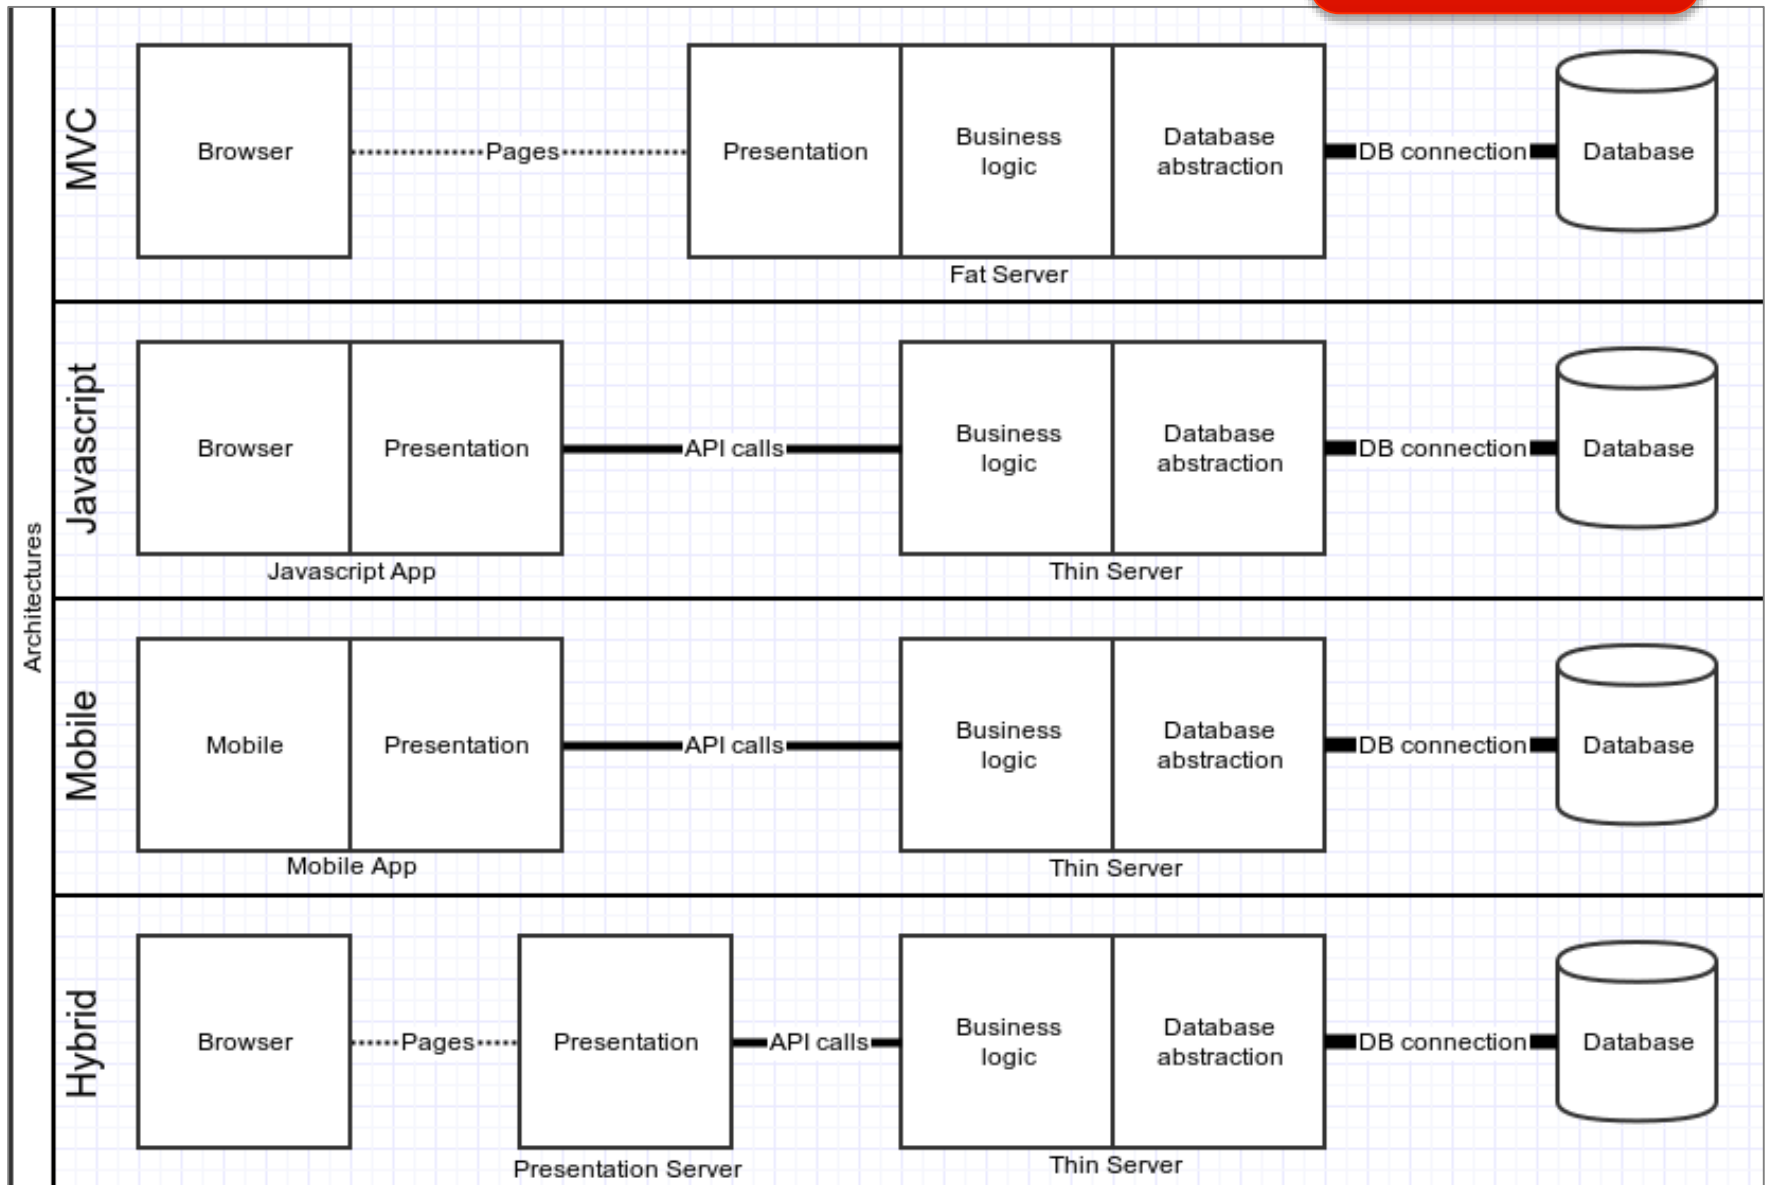 Architectures
MVC
Browser
Pages
Presentation
Business
logic
Database
abstraction
DB connection
Database
Fat Server
Javascript
Browser
Presentation
API calls
Business
logic
Database
abstraction
DB connection
Database
Javascript App
Thin Server
Mobile
Mobile
Presentation
API calls
Business
logic
Database
abstraction
DB connection
Database
Mobile App
Thin Server
Hybrid
Browser
Pages
Presentation
API calls
Business
logic
Database
abstraction
DB connection
Database
Presentation Server
Thin Server